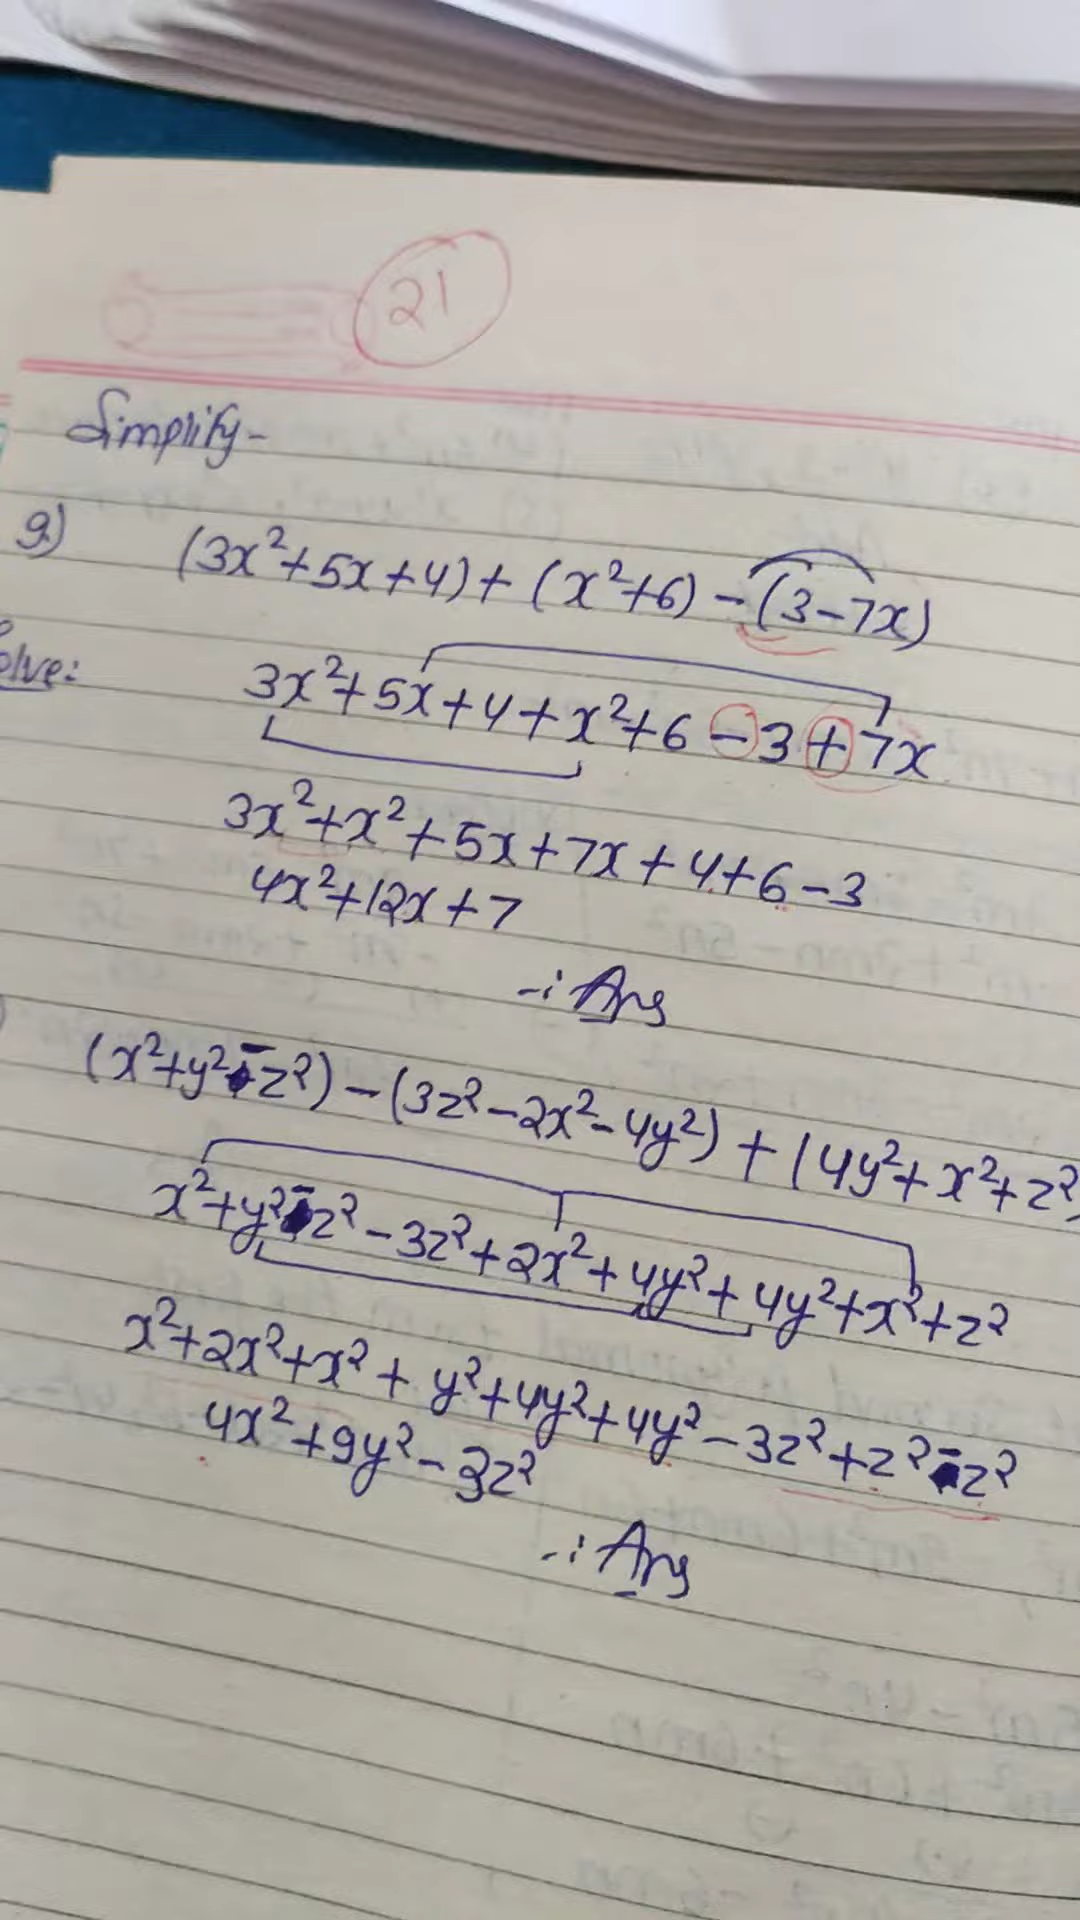 21
Simplify-
9) (3x²+5x+4)+(x²+6)-(3-7x)
Solve:
3x²+5x+4+x²+6-3+7x
3x²+x²+5x+7x+4+6-3
4x²+12x+7
∴ Ans
(x²+y²-z²)-(3z²-2x²-4y²)+(4y²+x²+z²)
x²+y²-z²-3z²+2x²+4y²+4y²+x²+z²
x²+2x²+x²+y²+4y²+4y²-3z²+z²-z²
4x²+9y²-3z²
∴ Ans